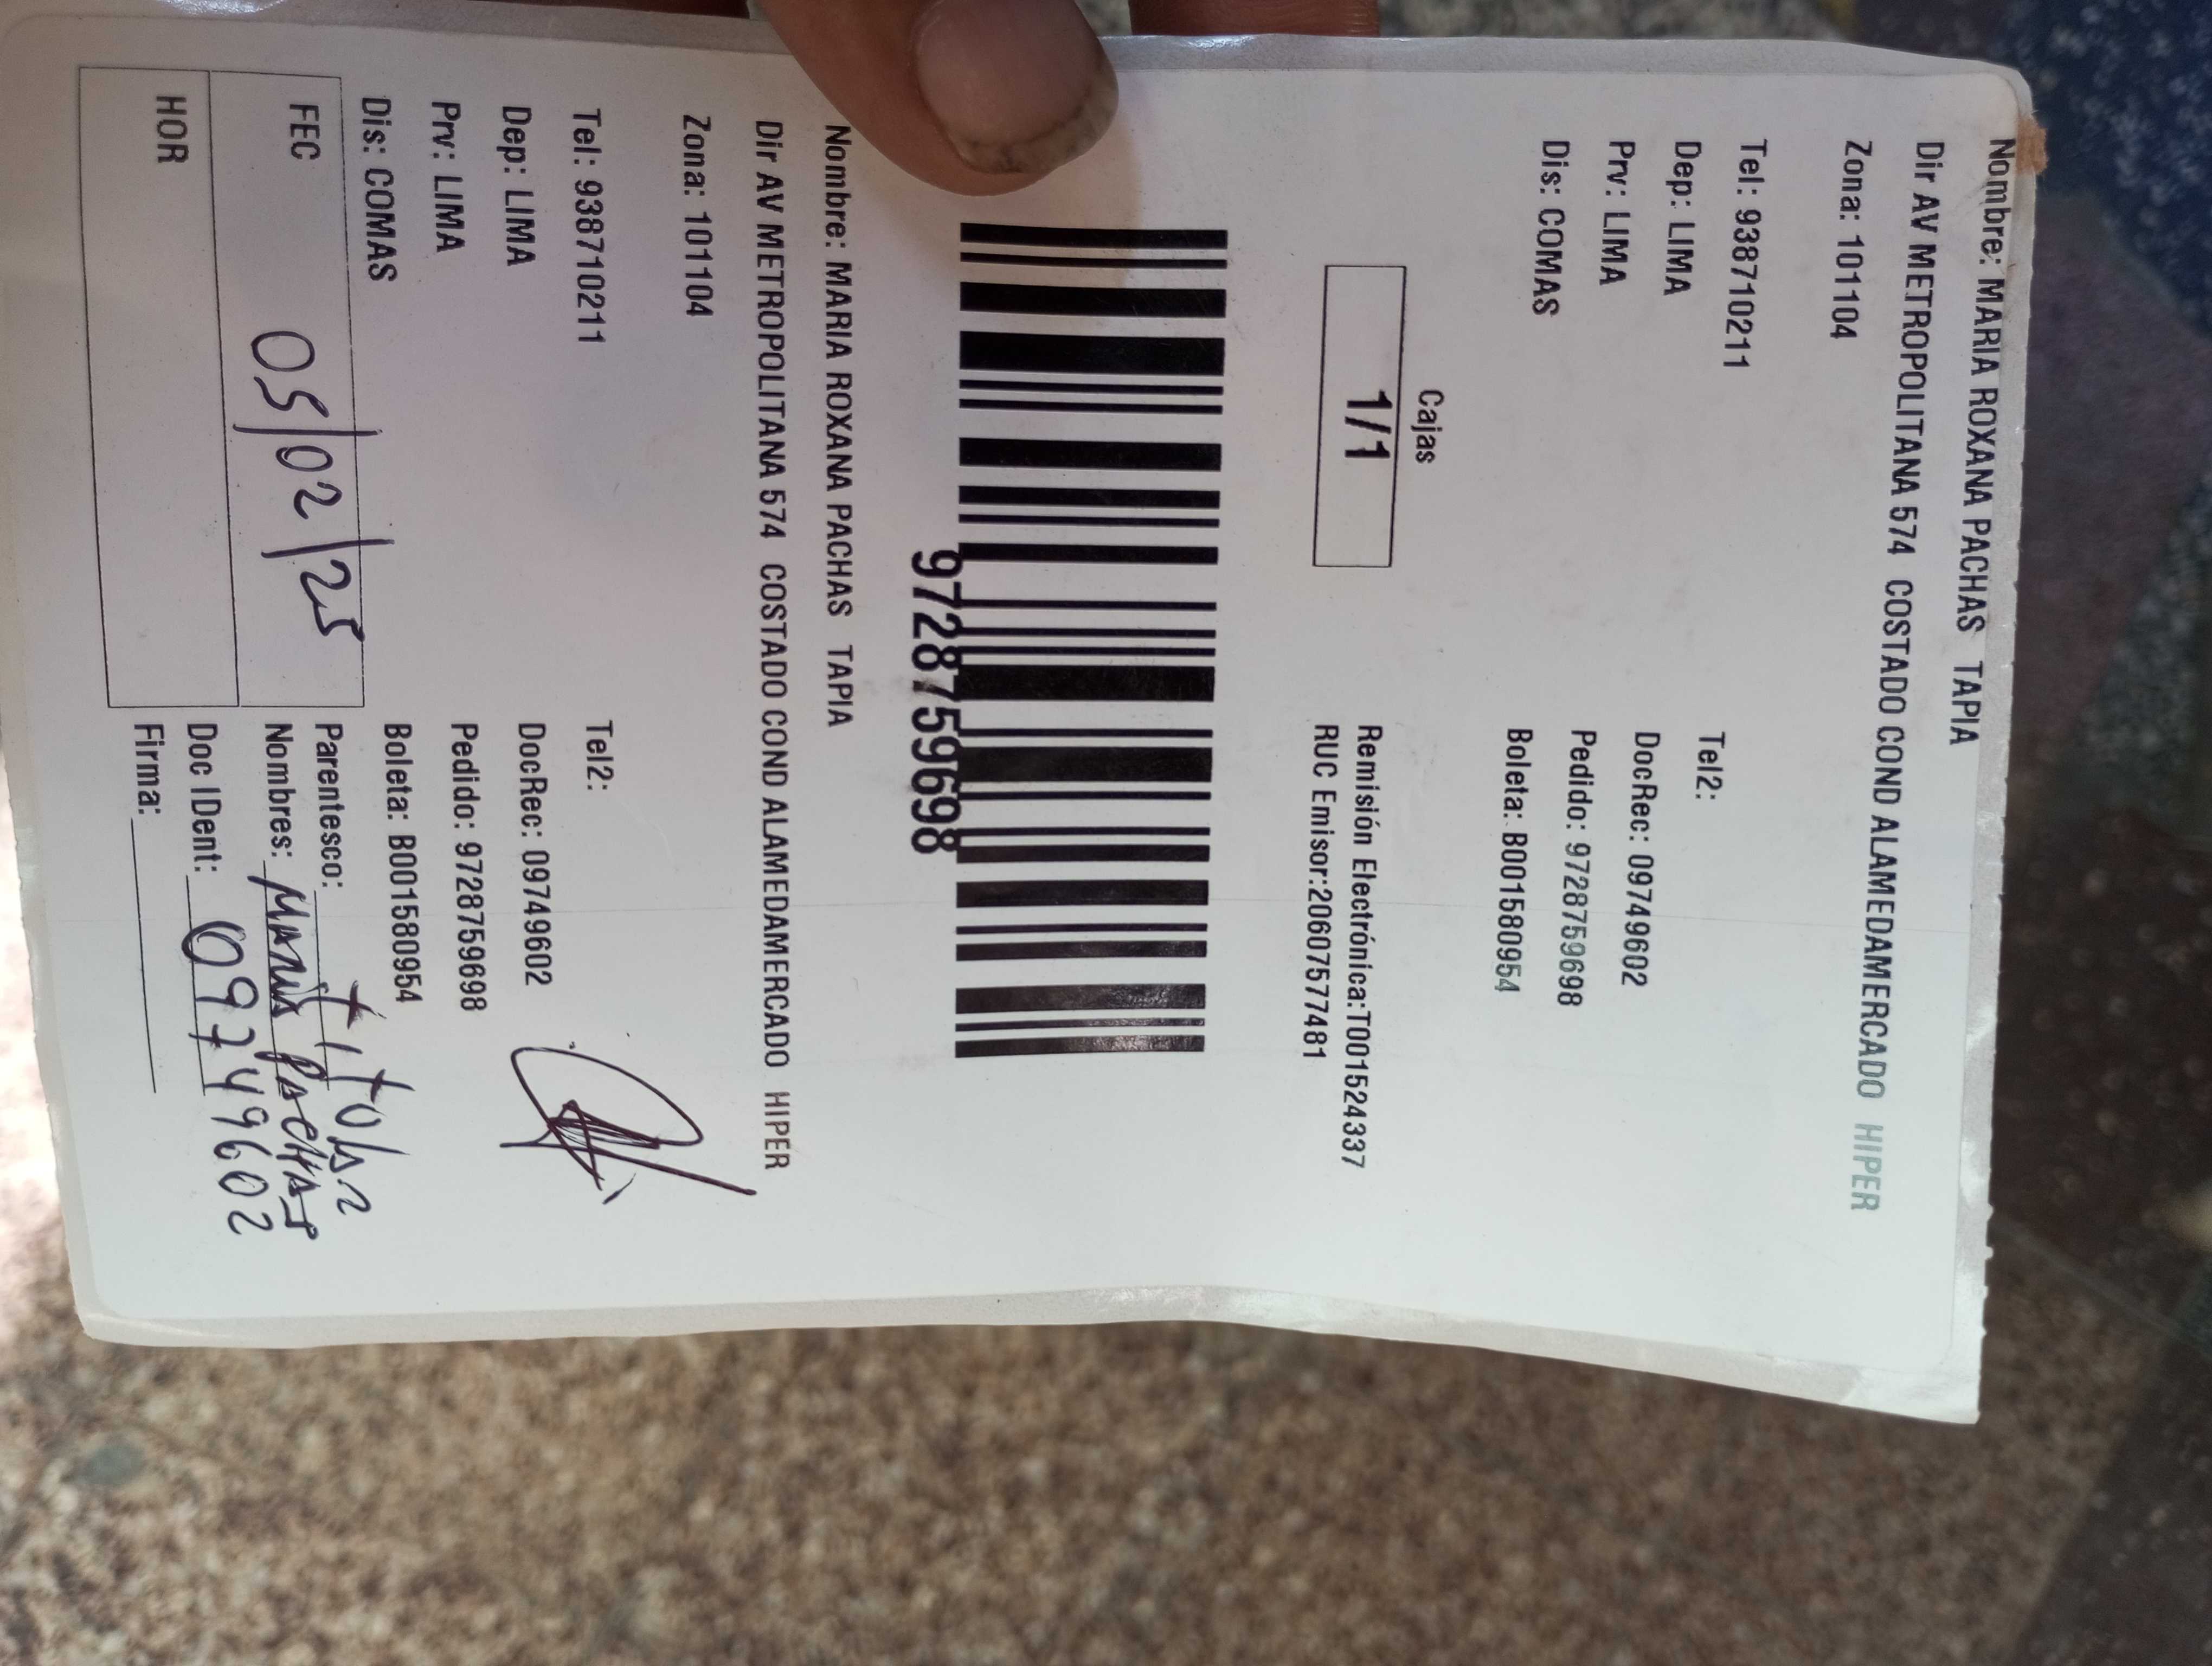 Nombre: MARIA ROXANA PACHAS TAPIA
Dir AV METROPOLITANA 574 COSTADO COND ALAMEDAMERCADO HIPER
Zona: 101104
Tel: 938710211 Tel2:
Dep: LIMA DocRec: 09749602
Prv: LIMA Pedido: 9728759698
Dis: COMAS Boleta: B001580954
Cajas
1/1
Remisión Electrónica:T001524337
RUC Emisor:20607577481
9728759698
Nombre: MARIA ROXANA PACHAS TAPIA
Dir AV METROPOLITANA 574 COSTADO COND ALAMEDAMERCADO HIPER
Zona: 101104
Tel: 938710211 Tel2:
Dep: LIMA DocRec: 09749602
Prv: LIMA Pedido: 9728759698
Dis: COMAS Boleta: B001580954
FEC 05/02/25 Parentesco:
Nombres: Maria Pachas
HOR Doc IDent: 09749602
Firma: